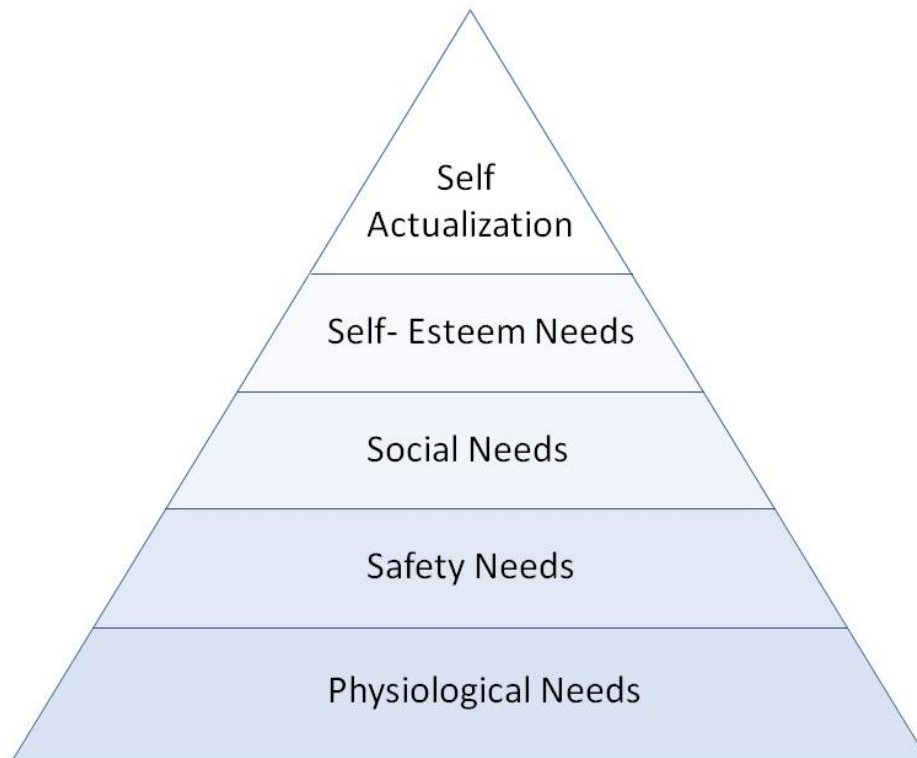 Self
Actualization
Self- Esteem Needs
Social Needs
Safety Needs
Physiological Needs